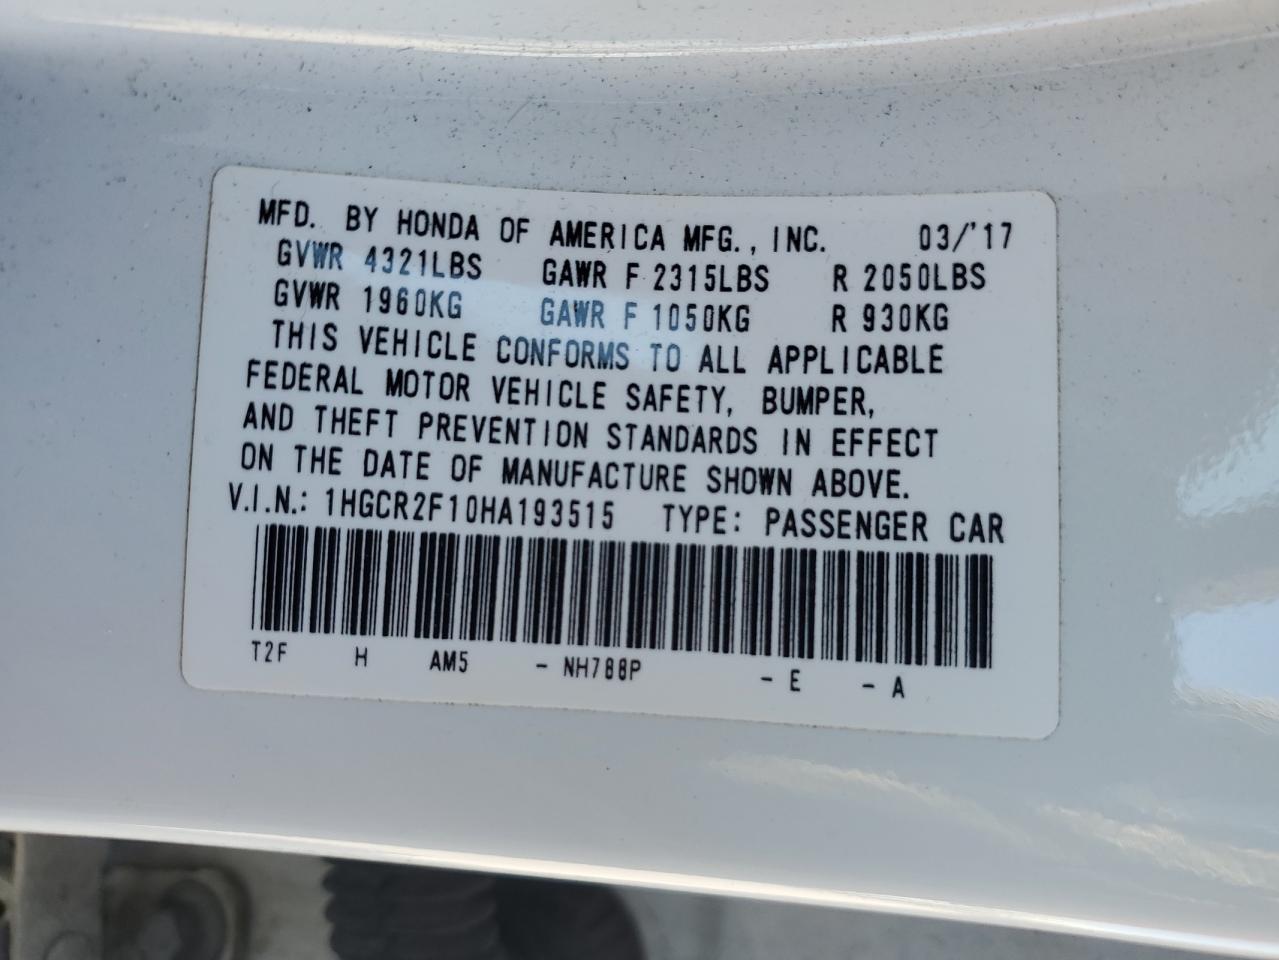 MFD. BY HONDA OF AMERICA MFG., INC. 03/'17
GVWR 4321LBS GAWR F 2315LBS R 2050LBS
GVWR 1960KG GAWR F 1050KG R 930KG
THIS VEHICLE CONFORMS TO ALL APPLICABLE
FEDERAL MOTOR VEHICLE SAFETY, BUMPER,
AND THEFT PREVENTION STANDARDS IN EFFECT
ON THE DATE OF MANUFACTURE SHOWN ABOVE.
V.I.N.: 1HGCR2F10HA193515 TYPE: PASSENGER CAR
T2F H AM5 - NH788P - E - A